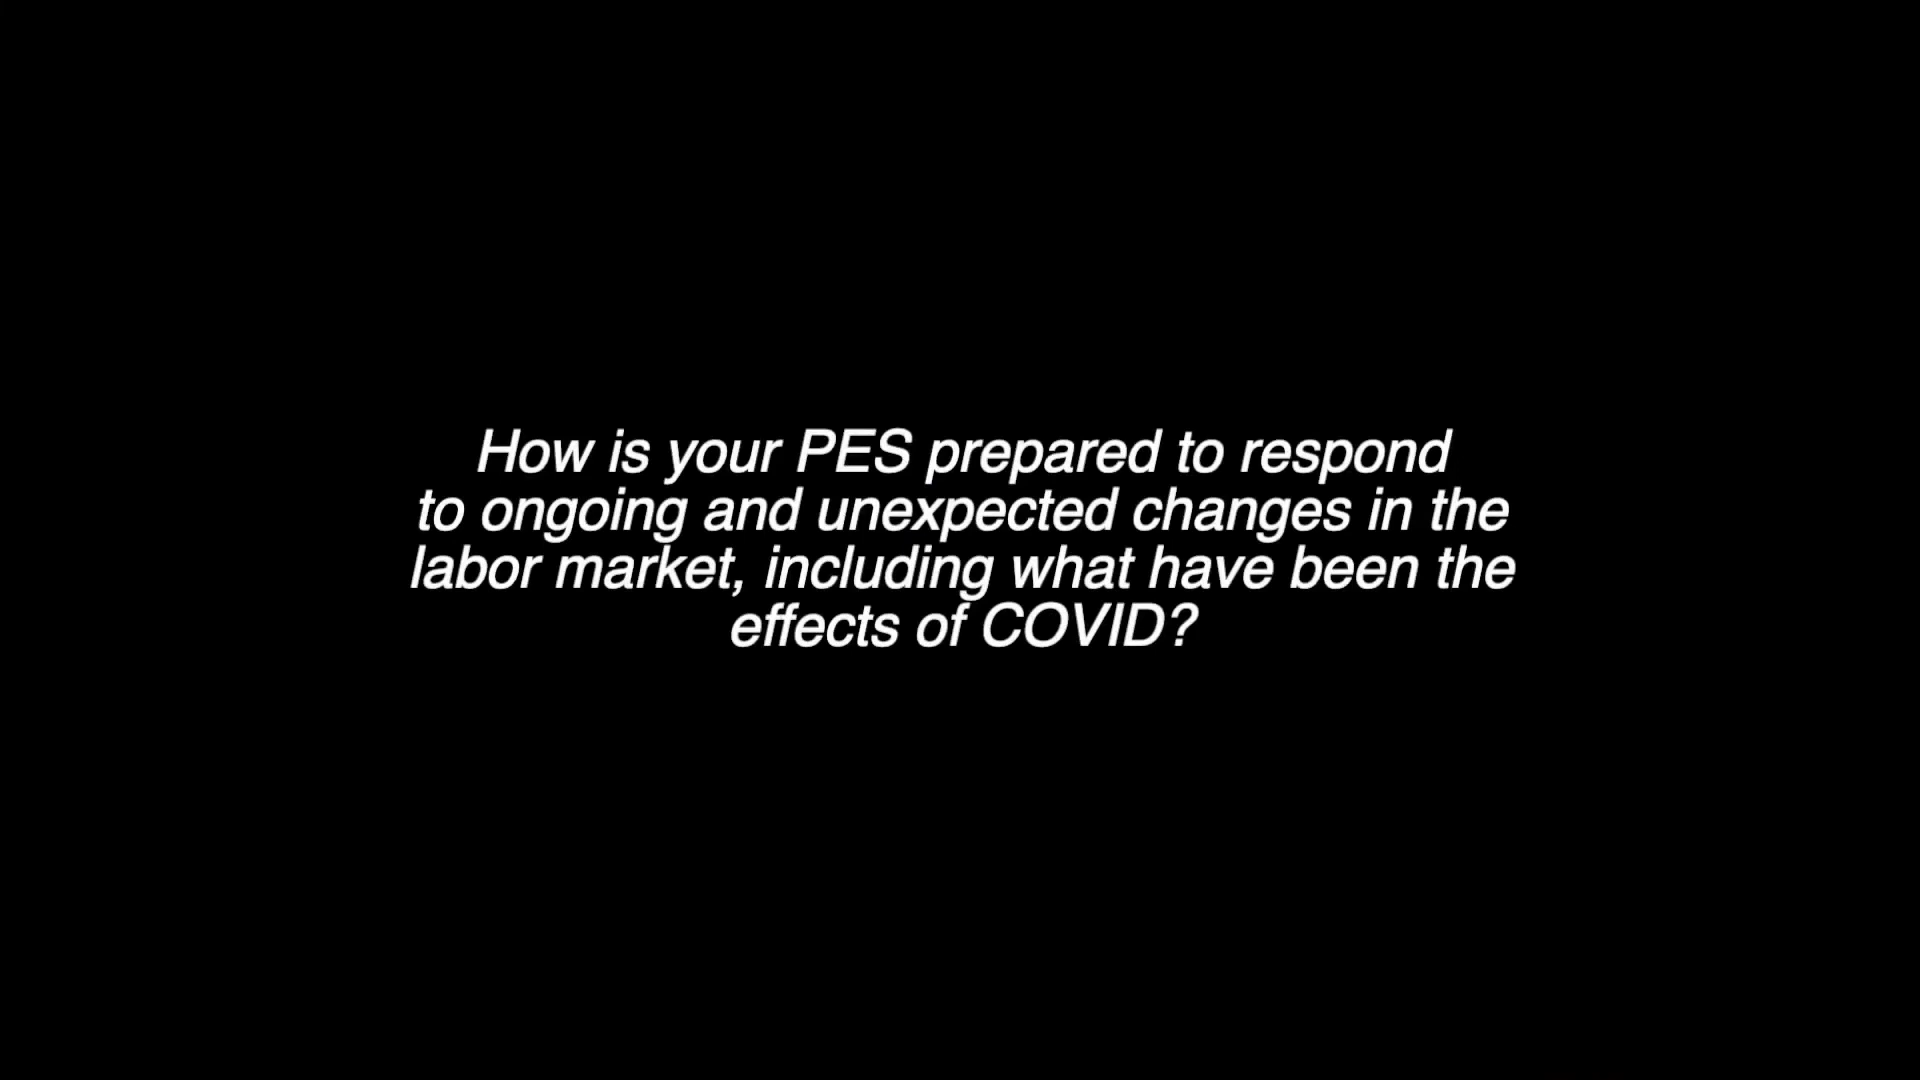 How is your PES prepared to respond
to ongoing and unexpected changes in the
labor market, including what have been the
effects of COVID?